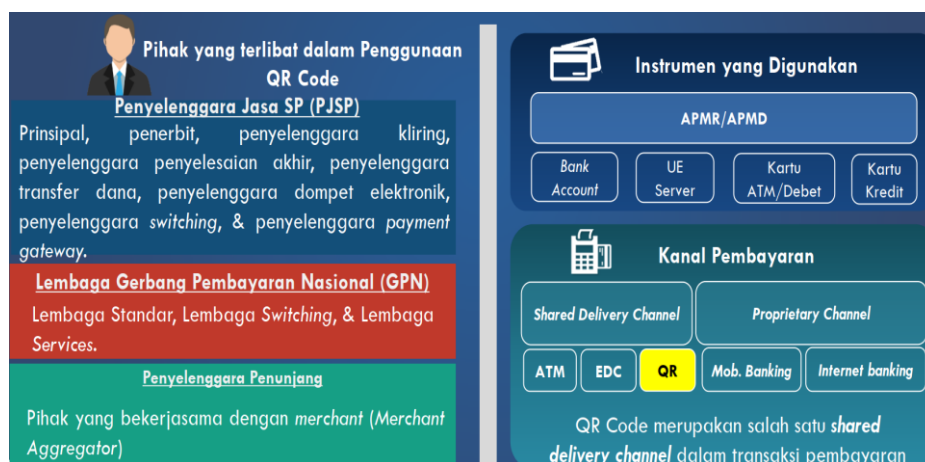 Pihak yang terlibat dalam Penggunaan
QR Code
Penyelenggara Jasa SP (PJSP)
Prinsipal, penerbit, penyelenggara kliring,
penyelenggara penyelesaian akhir, penyelenggara
transfer dana, penyelenggara dompet elektronik,
penyelenggara switching, & penyelenggara payment
gateway.
Lembaga Gerbang Pembayaran Nasional (GPN)
Lembaga Standar, Lembaga Switching, & Lembaga
Services.
Penyelenggara Penunjang
Pihak yang bekerjasama dengan merchant (Merchant
Aggregator)
Instrumen yang Digunakan
APMR/APMD
Bank
Account
UE
Server
Kartu
ATM/Debet
Kartu
Kredit
Kanal Pembayaran
Shared Delivery Channel
Proprietary Channel
ATM
EDC
QR
Mob. Banking
Internet banking
QR Code merupakan salah satu shared
delivery channel dalam transaksi pembayaran